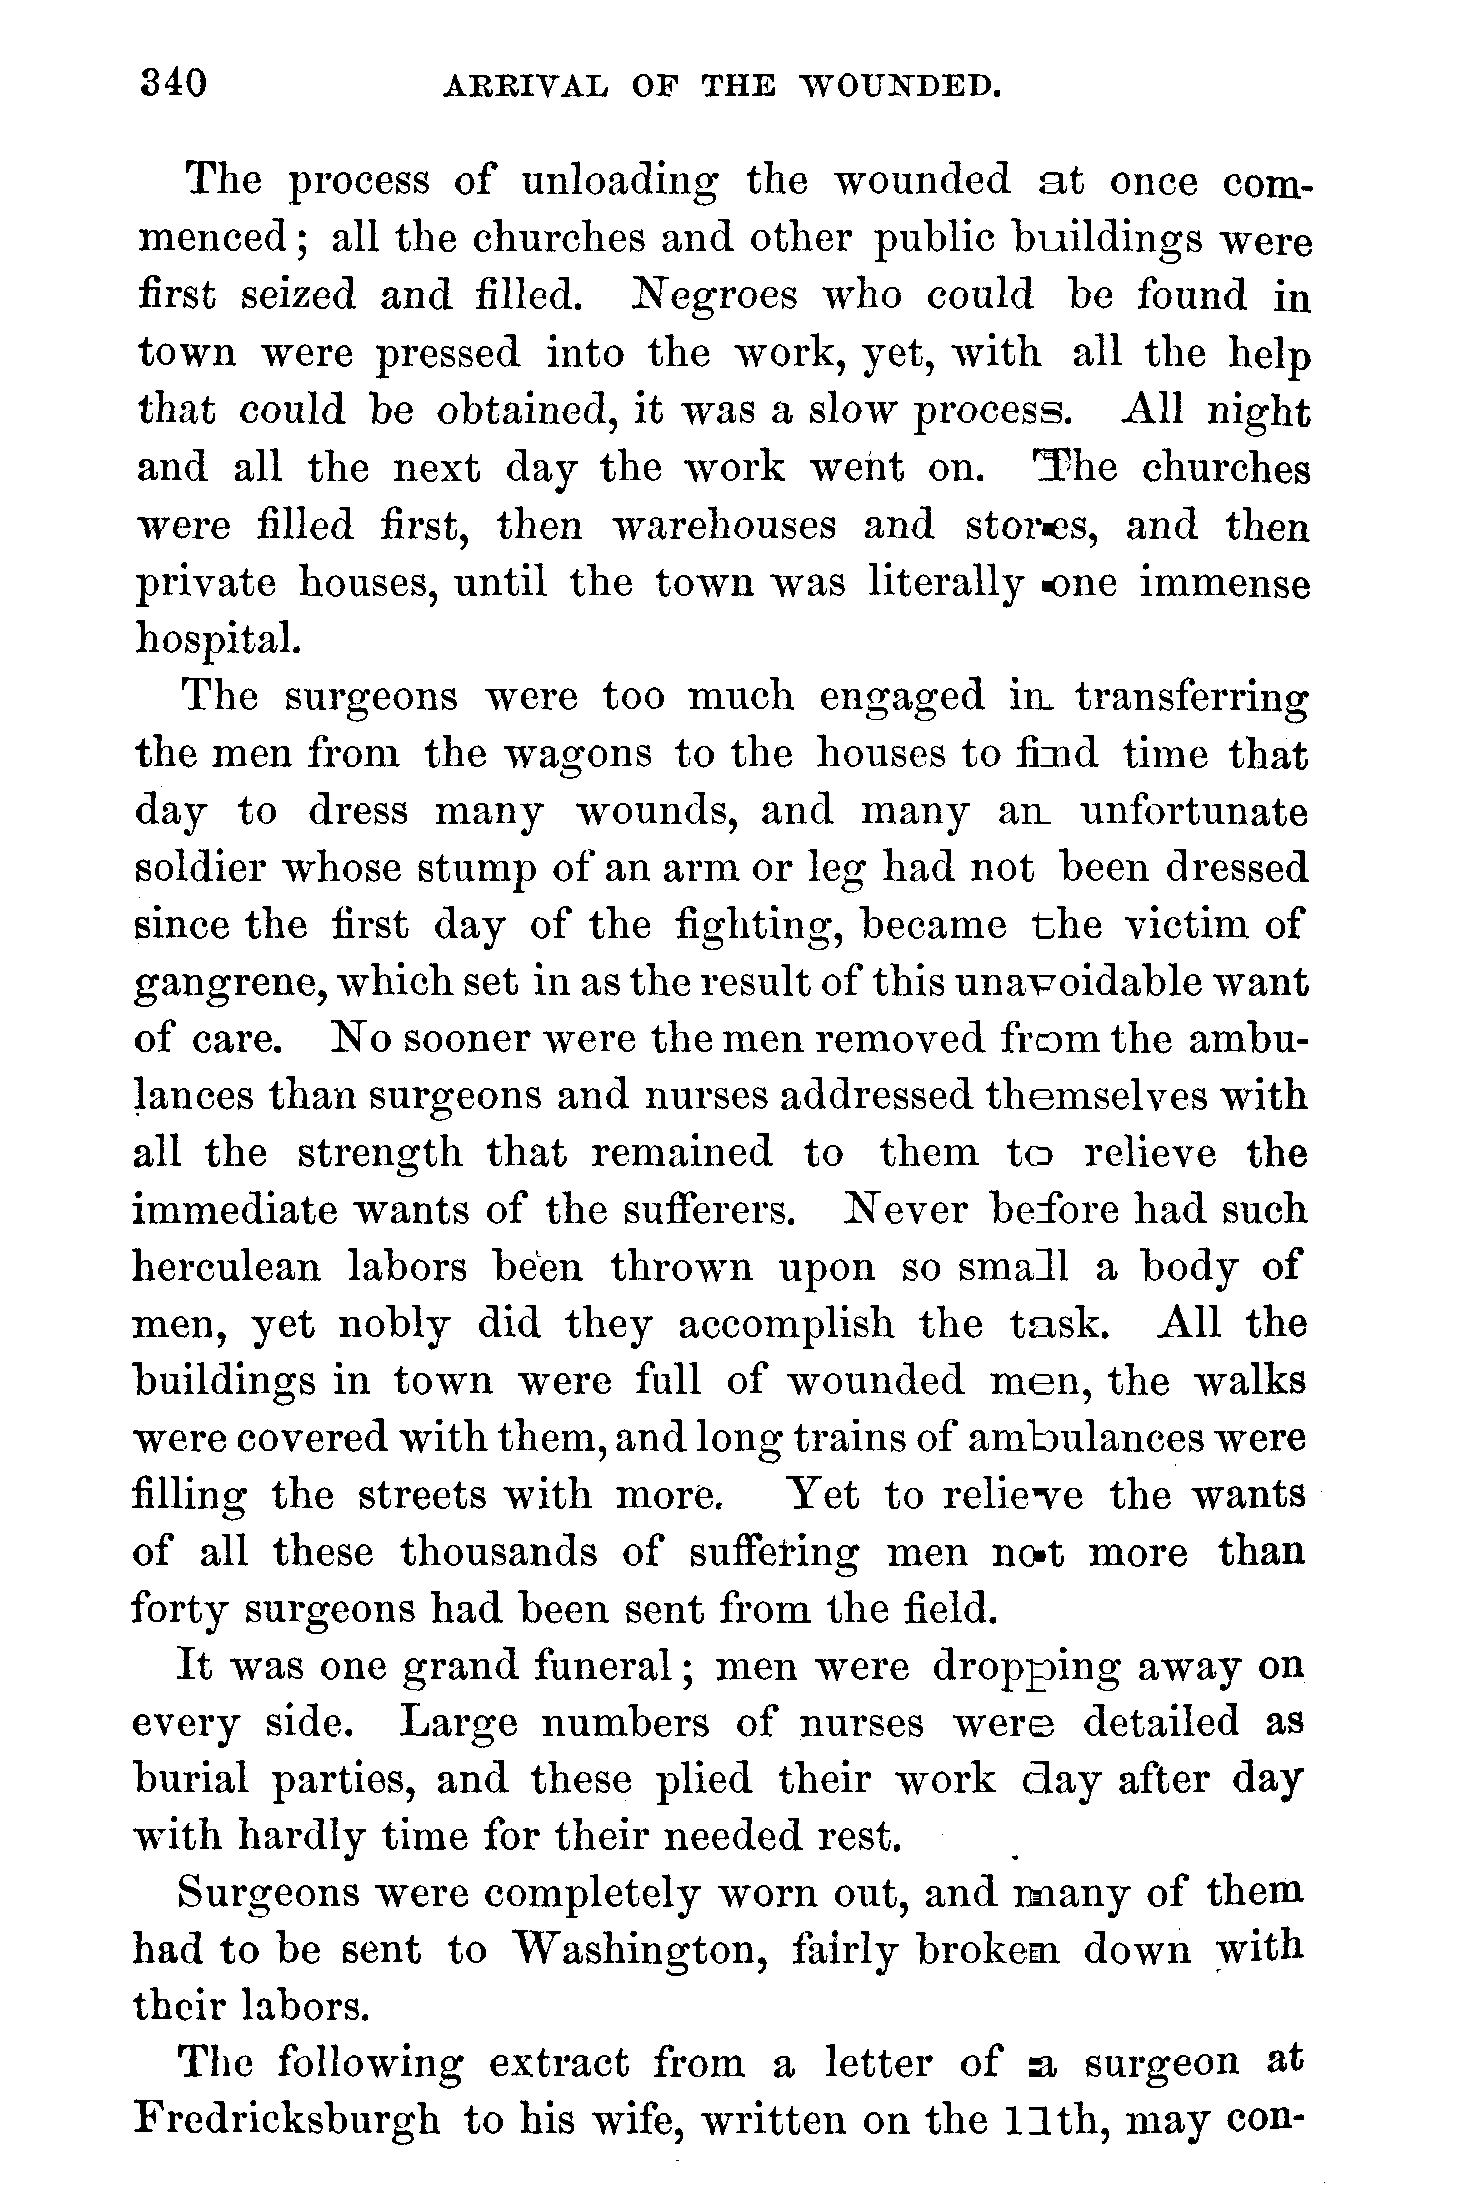 340 ARRIVAL OF THE WOUNDED.
The process of unloading the wounded at once com-
menced; all the churches and other public buildings were
first seized and filled. Negroes who could be found in
town were pressed into the work, yet, with all the help
that could be obtained, it was a slow process. All night
and all the next day the work went on. The churches
were filled first, then warehouses and stores, and then
private houses, until the town was literally one immense
hospital.
The surgeons were too much engaged in transferring
the men from the wagons to the houses to find time that
day to dress many wounds, and many an unfortunate
soldier whose stump of an arm or leg had not been dressed
since the first day of the fighting, became the victim of
gangrene, which set in as the result of this unavoidable want
of care. No sooner were the men removed from the ambu-
lances than surgeons and nurses addressed themselves with
all the strength that remained to them to relieve the
immediate wants of the sufferers. Never before had such
herculean labors been thrown upon so small a body of
men, yet nobly did they accomplish the task. All the
buildings in town were full of wounded men, the walks
were covered with them, and long trains of ambulances were
filling the streets with more. Yet to relieve the wants
of all these thousands of suffering men not more than
forty surgeons had been sent from the field.
It was one grand funeral; men were dropping away on
every side. Large numbers of nurses were detailed as
burial parties, and these plied their work day after day
with hardly time for their needed rest.
Surgeons were completely worn out, and many of them
had to be sent to Washington, fairly broken down with
their labors.
The following extract from a letter of a surgeon at
Fredricksburgh to his wife, written on the 11th, may con-